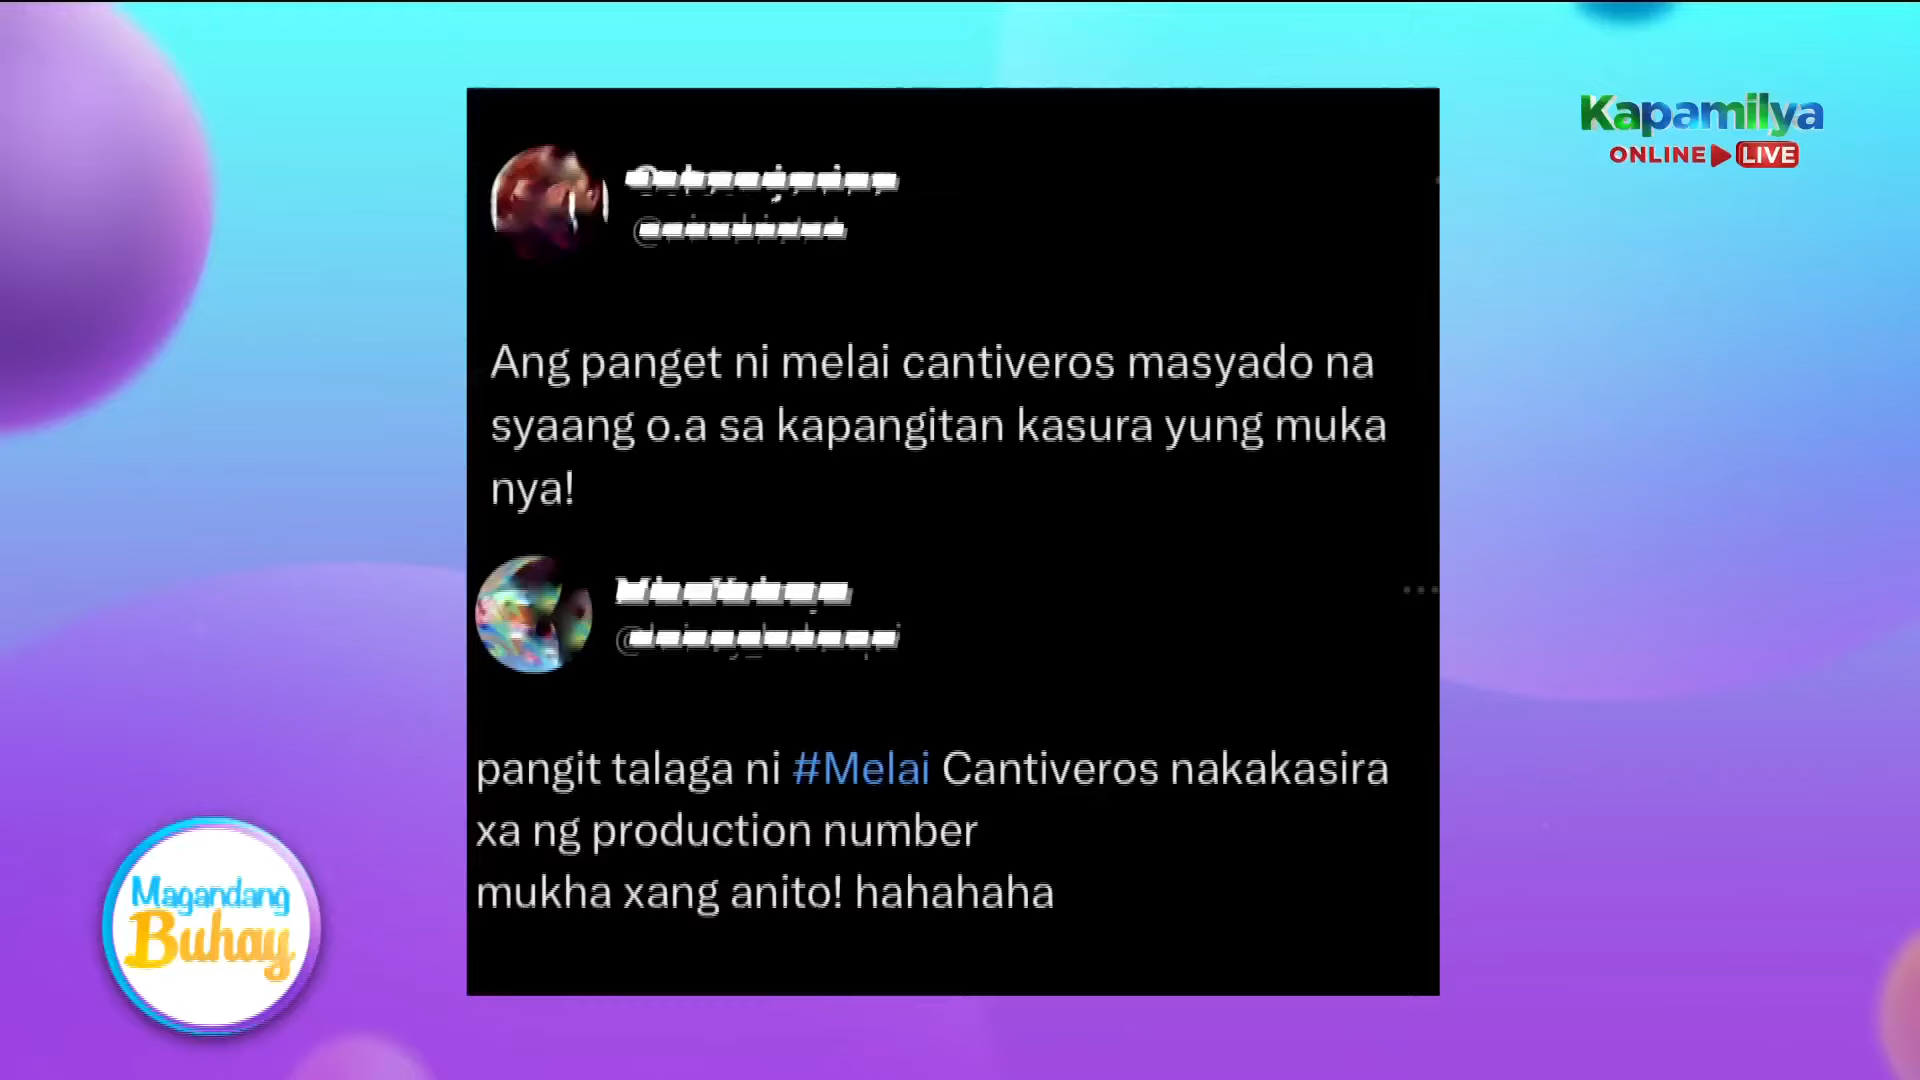 Kapamilya
ONLINE LIVE
Ang panget ni melai cantiveros masyado na
syaang o.a sa kapangitan kasura yung muka
nya!
pangit talaga ni #Melai Cantiveros nakakasira
xa ng production number
mukha xang anito! hahahaha
Magandang
Buhay